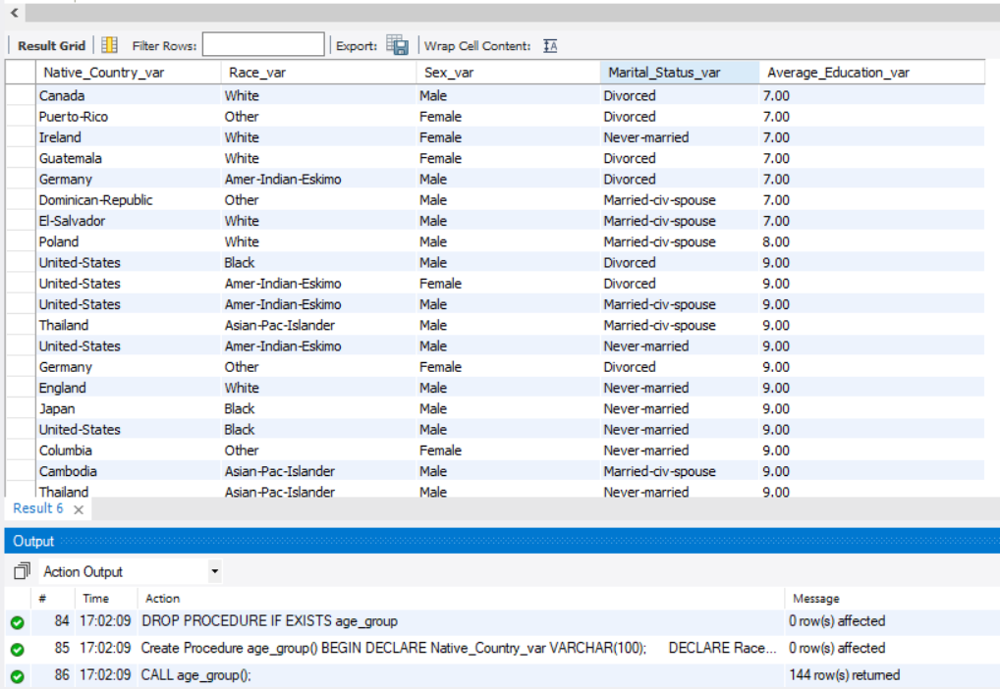 Result Grid Filter Rows: Export: Wrap Cell Content:
Native_Country_var Race_var Sex_var Marital_Status_var Average_Education_var
Canada White Male Divorced 7.00
Puerto-Rico Other Female Divorced 7.00
Ireland White Female Never-married 7.00
Guatemala White Female Divorced 7.00
Germany Amer-Indian-Eskimo Male Divorced 7.00
Dominican-Republic Other Male Married-civ-spouse 7.00
El-Salvador White Male Married-civ-spouse 7.00
Poland White Male Married-civ-spouse 8.00
United-States Black Male Divorced 9.00
United-States Amer-Indian-Eskimo Female Divorced 9.00
United-States Amer-Indian-Eskimo Male Married-civ-spouse 9.00
Thailand Asian-Pac-Islander Male Married-civ-spouse 9.00
United-States Amer-Indian-Eskimo Male Never-married 9.00
Germany Other Female Divorced 9.00
England White Male Never-married 9.00
Japan Black Male Never-married 9.00
United-States Black Male Never-married 9.00
Columbia Other Female Never-married 9.00
Cambodia Asian-Pac-Islander Male Married-civ-spouse 9.00
Thailand Asian-Pac-Islander Male Never-married 9.00
Result 6
Output
Action Output
# Time Action Message
84 17:02:09 DROP PROCEDURE IF EXISTS age_group 0 row(s) affected
85 17:02:09 Create Procedure age_group() BEGIN DECLARE Native_Country_var VARCHAR(100); DECLARE Race... 0 row(s) affected
86 17:02:09 CALL age_group(); 144 row(s) returned